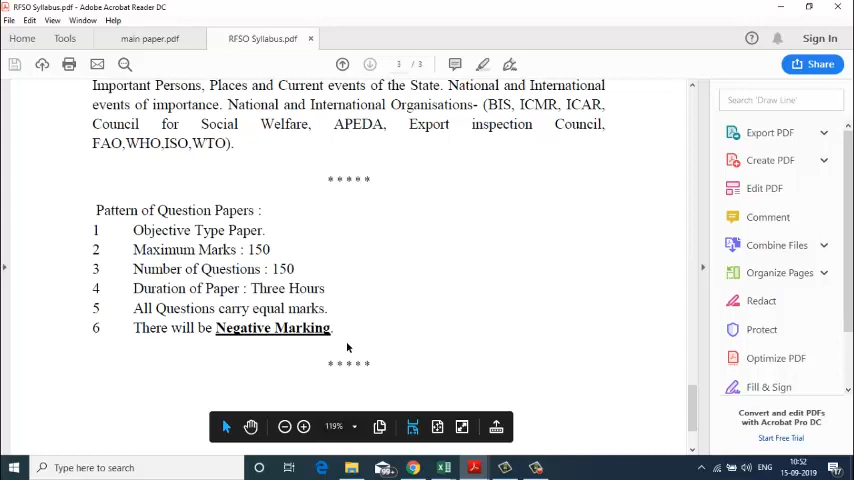 RFSO Syllabus.pdf - Adobe Acrobat Reader DC
File Edit View Window Help
Home Tools main paper.pdf RFSO Syllabus.pdf × Sign In
3 / 3 Share
Important Persons, Places and Current events of the State. National and International
events of importance. National and International Organisations- (BIS, ICMR, ICAR,
Council for Social Welfare, APEDA, Export inspection Council,
FAO,WHO,ISO,WTO).
* * * * *
Pattern of Question Papers :
1 Objective Type Paper.
2 Maximum Marks : 150
3 Number of Questions : 150
4 Duration of Paper : Three Hours
5 All Questions carry equal marks.
6 There will be Negative Marking.
* * * * *
119%
Search 'Draw Line'
Export PDF
Create PDF
Edit PDF
Comment
Combine Files
Organize Pages
Redact
Protect
Optimize PDF
Fill & Sign
Convert and edit PDFs
with Acrobat Pro DC
Start Free Trial
Type here to search
99+
ENG
10:52
15-09-2019
17